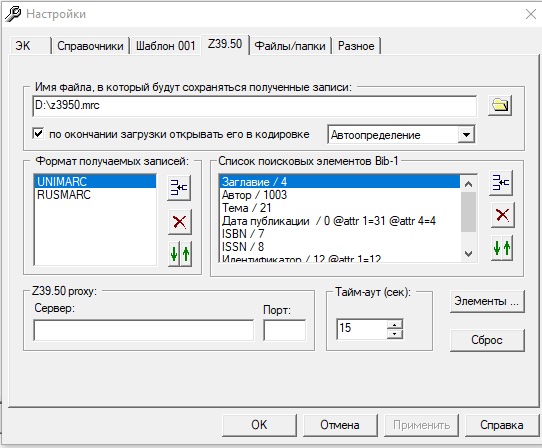 Настройки
ЭК Справочники Шаблон 001 Z39.50 Файлы/папки Разное
Имя файла, в который будут сохраняться полученные записи:
D:\z3950.mrc
по окончании загрузки открывать его в кодировке Автоопределение
Формат получаемых записей: Список поисковых элементов Bib-1
UNIMARC
RUSMARC
Заглавие / 4
Автор / 1003
Тема / 21
Дата публикации / 0 @attr 1=31 @attr 4=4
ISBN / 7
ISSN / 8
Идентификатор / 12 @attr 1=12
Z39.50 proxy: Тайм-аут (сек):
Сервер: Порт:
15
Элементы ...
Сброс
OK Отмена Применить Справка